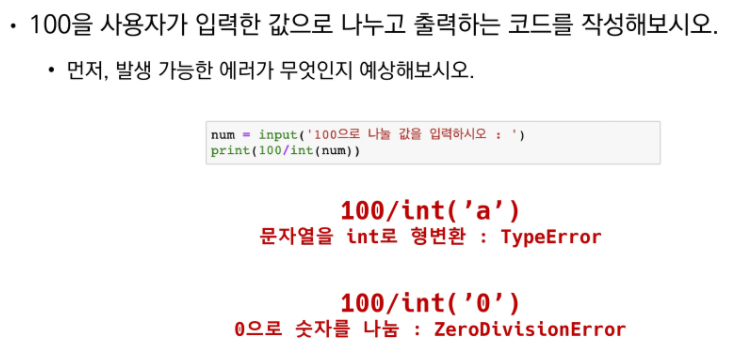 • 100을 사용자가 입력한 값으로 나누고 출력하는 코드를 작성해보시오.
• 먼저, 발생 가능한 에러가 무엇인지 예상해보시오.
num = input('100으로 나눌 값을 입력하시오 : ')
print(100/int(num))
100/int(’a’)
문자열을 int로 형변환 : TypeError
100/int(’0’)
0으로 숫자를 나눔 : ZeroDivisionError